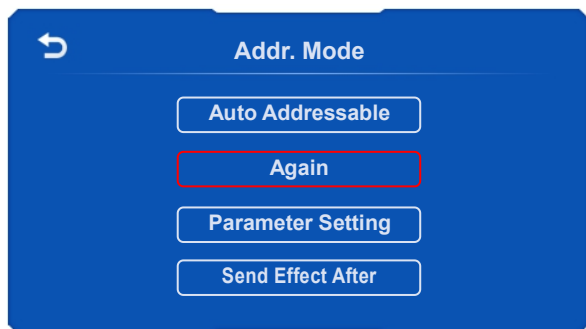 Addr. Mode
Auto Addressable
Again
Parameter Setting
Send Effect After